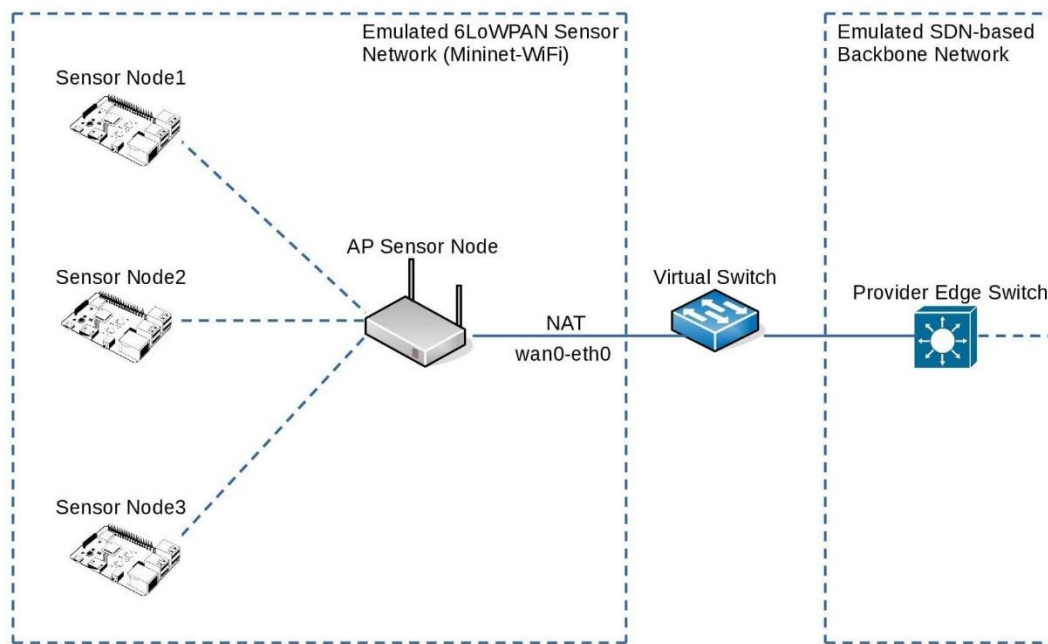 Emulated 6LoWPAN Sensor
Network (Mininet-WiFi)
Emulated SDN-based
Backbone Network
Sensor Node1
AP Sensor Node
Sensor Node2
Virtual Switch
Provider Edge Switch
NAT
wan0-eth0
Sensor Node3